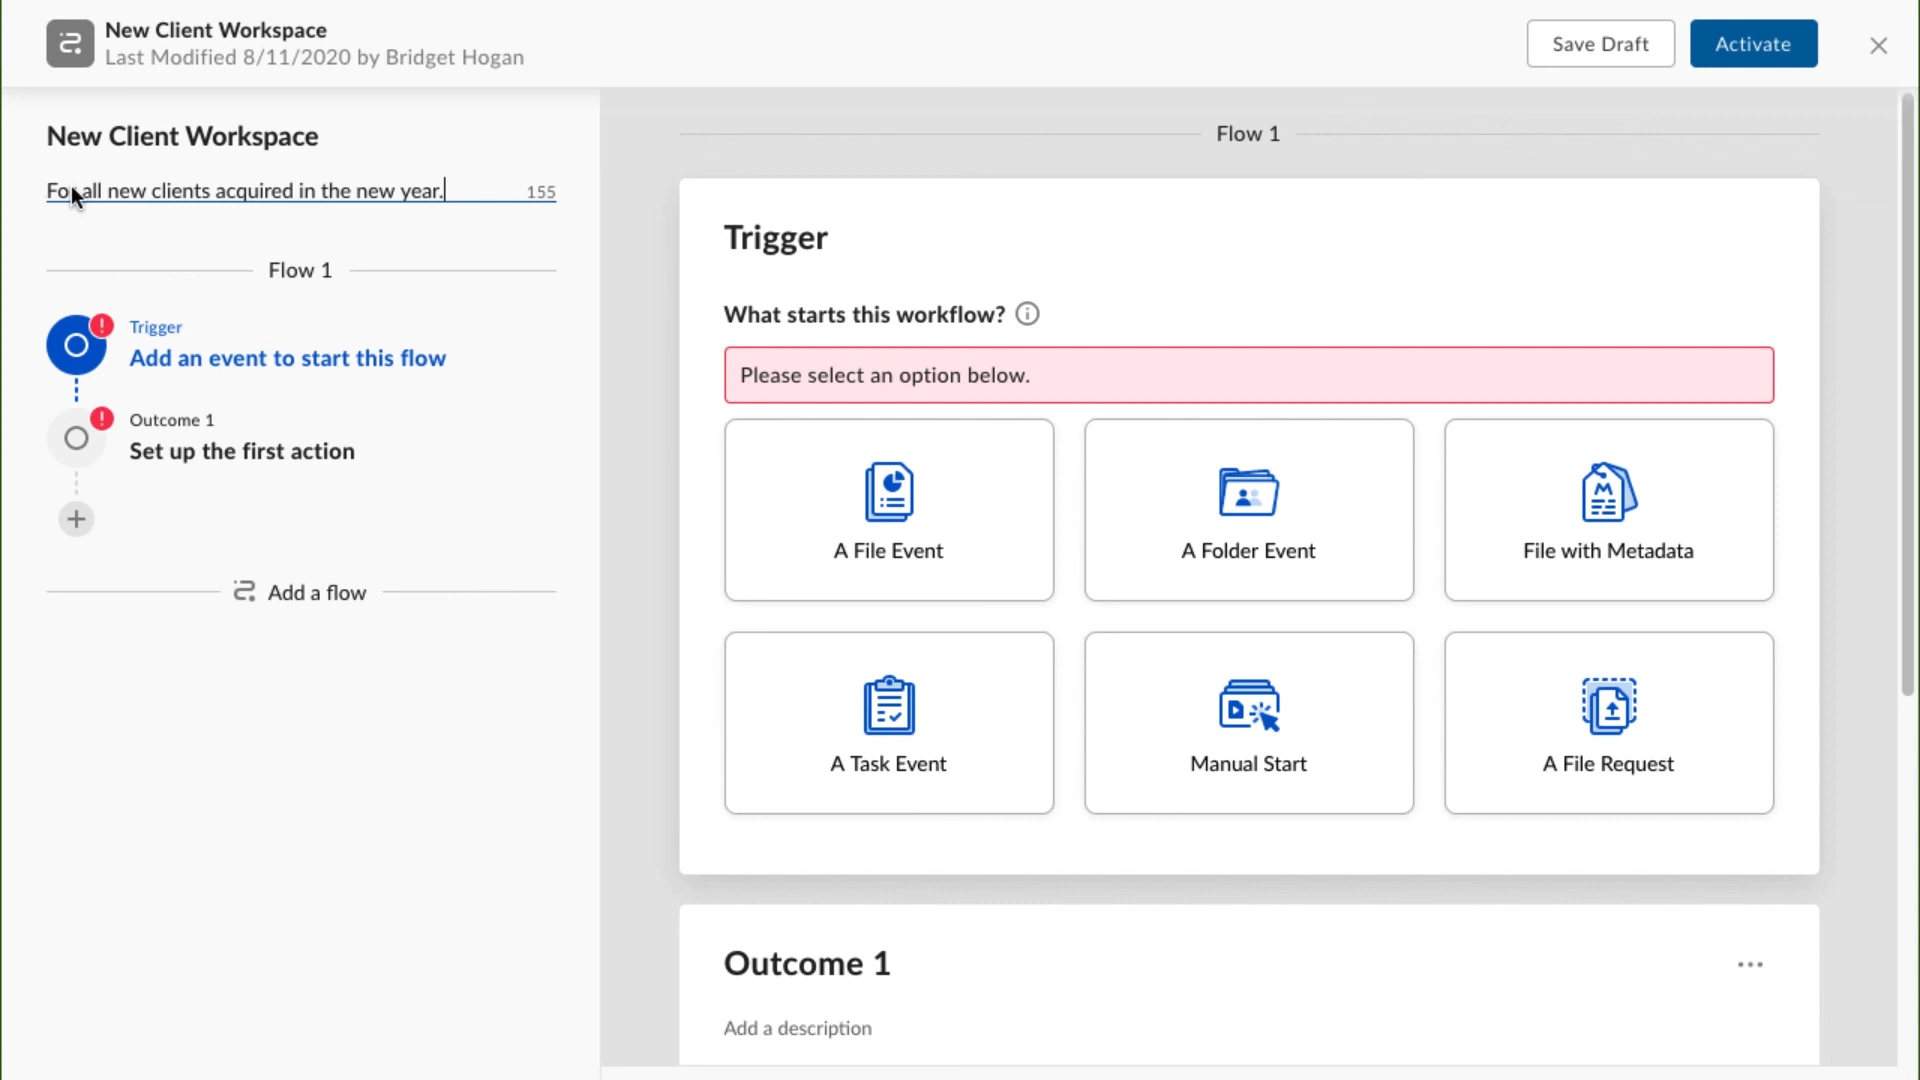 New Client Workspace
Last Modified 8/11/2020 by Bridget Hogan
Save Draft
Activate
New Client Workspace
For all new clients acquired in the new year.
155
Flow 1
Trigger
Add an event to start this flow
Outcome 1
Set up the first action
Add a flow
Flow 1
Trigger
What starts this workflow?
Please select an option below.
A File Event
A Folder Event
File with Metadata
A Task Event
Manual Start
A File Request
Outcome 1
Add a description